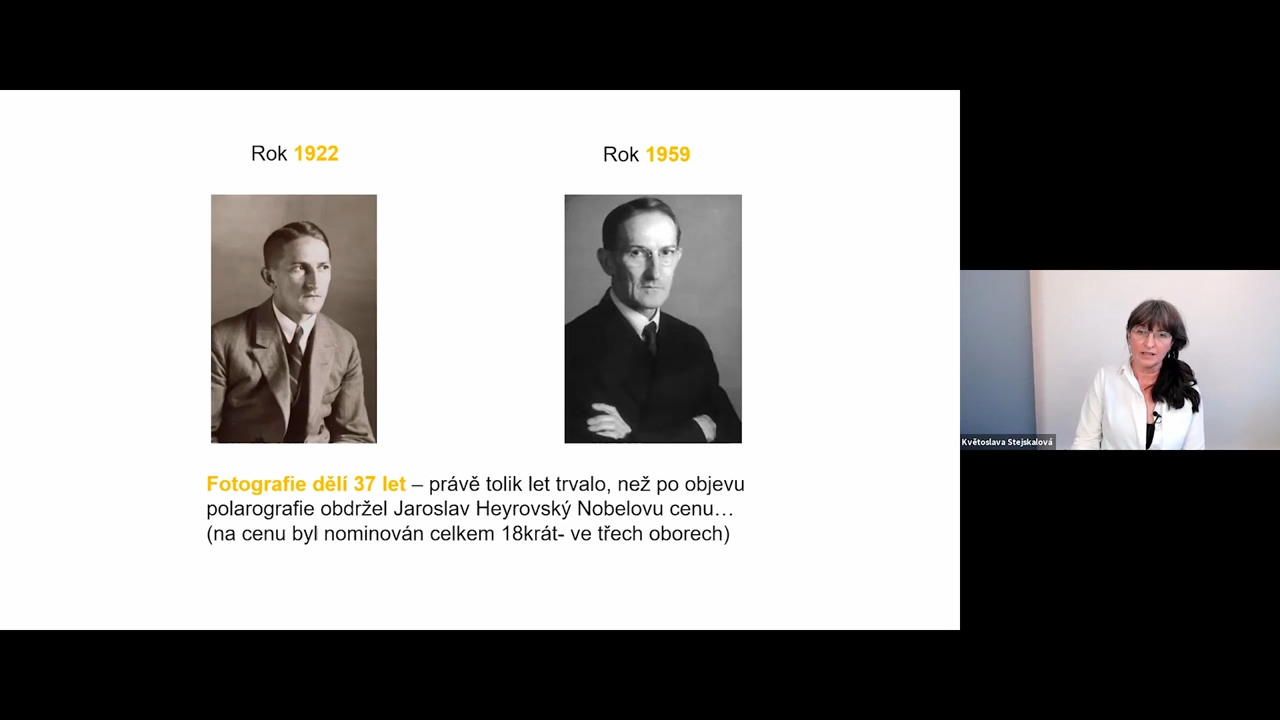 Rok 1922
Rok 1959
Fotografie dělí 37 let – právě tolik let trvalo, než po objevu
polarografie obdržel Jaroslav Heyrovský Nobelovu cenu…
(na cenu byl nominován celkem 18krát- ve třech oborech)
Květoslava Stejskalová